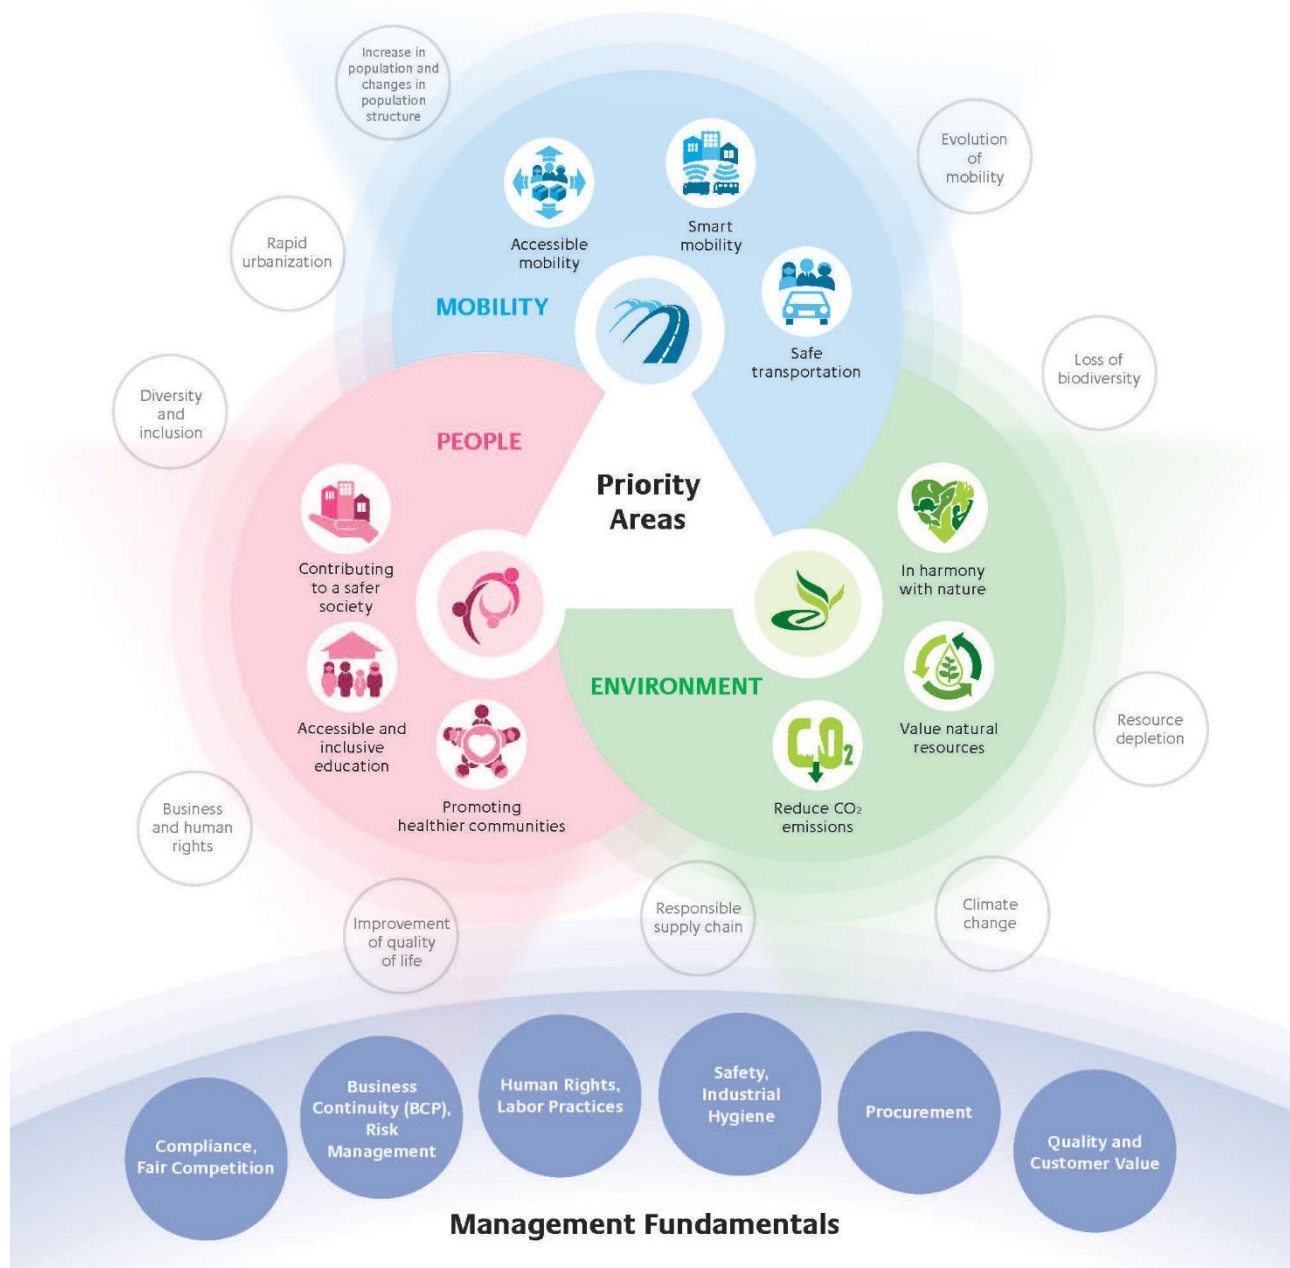 Increase in
population and
changes in
population
structure
Evolution
of
mobility
Rapid
urbanization
Accessible
mobility
Smart
mobility
MOBILITY
Safe
transportation
Loss of
biodiversity
Diversity
and
inclusion
PEOPLE
Priority
Areas
Contributing
to a safer
society
In harmony
with nature
Accessible and
inclusive
education
ENVIRONMENT
Value natural
resources
Resource
depletion
Promoting
healthier communities
CO2
Reduce CO₂
emissions
Business
and human
rights
Improvement
of quality
of life
Responsible
supply chain
Climate
change
Compliance,
Fair Competition
Business
Continuity (BCP),
Risk
Management
Human Rights,
Labor Practices
Safety,
Industrial
Hygiene
Procurement
Quality and
Customer Value
Management Fundamentals